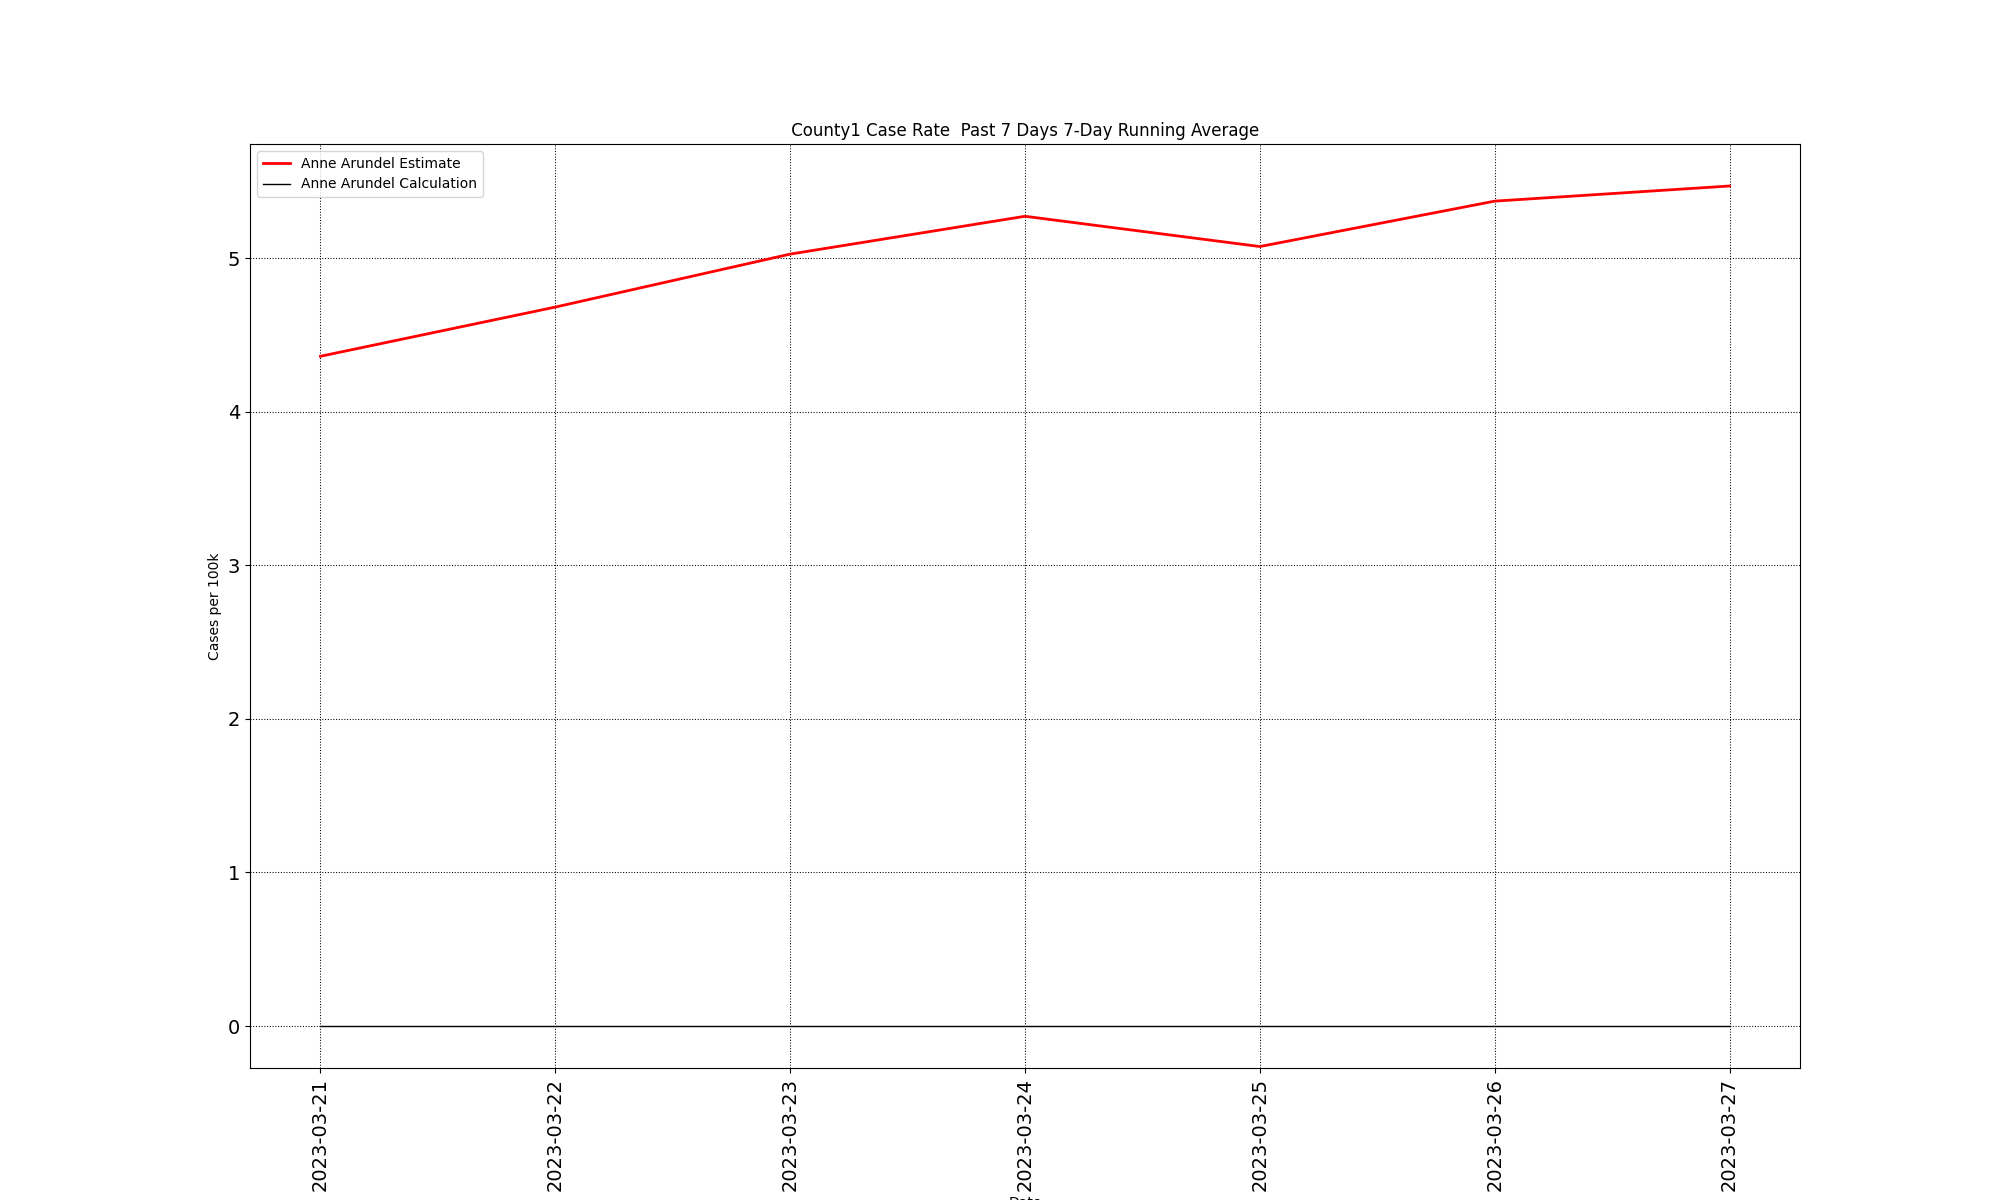 County1 Case Rate  Past 7 Days 7-Day Running Average
Anne Arundel Estimate
Anne Arundel Calculation
5
4
3
2
1
0
Cases per 100k
2023-03-21
2023-03-22
2023-03-23
2023-03-24
2023-03-25
2023-03-26
2023-03-27
Date